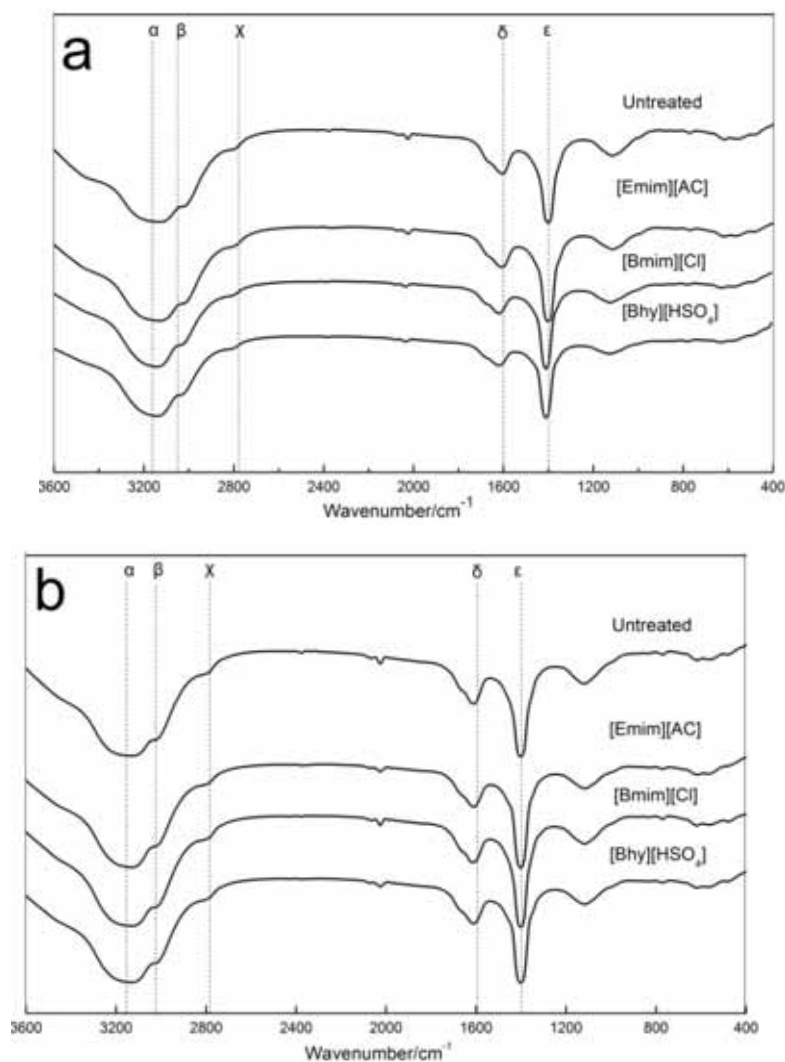 a
α β χ δ ε
Untreated
[Emim][AC]
[Bmim][Cl]
[Bhy][HSO4]
3600 3200 2800 2400 2000 1600 1200 800 400
Wavenumber/cm-1
b
α β χ δ ε
Untreated
[Emim][AC]
[Bmim][Cl]
[Bhy][HSO4]
3600 3200 2800 2400 2000 1600 1200 800 400
Wavenumber/cm-1